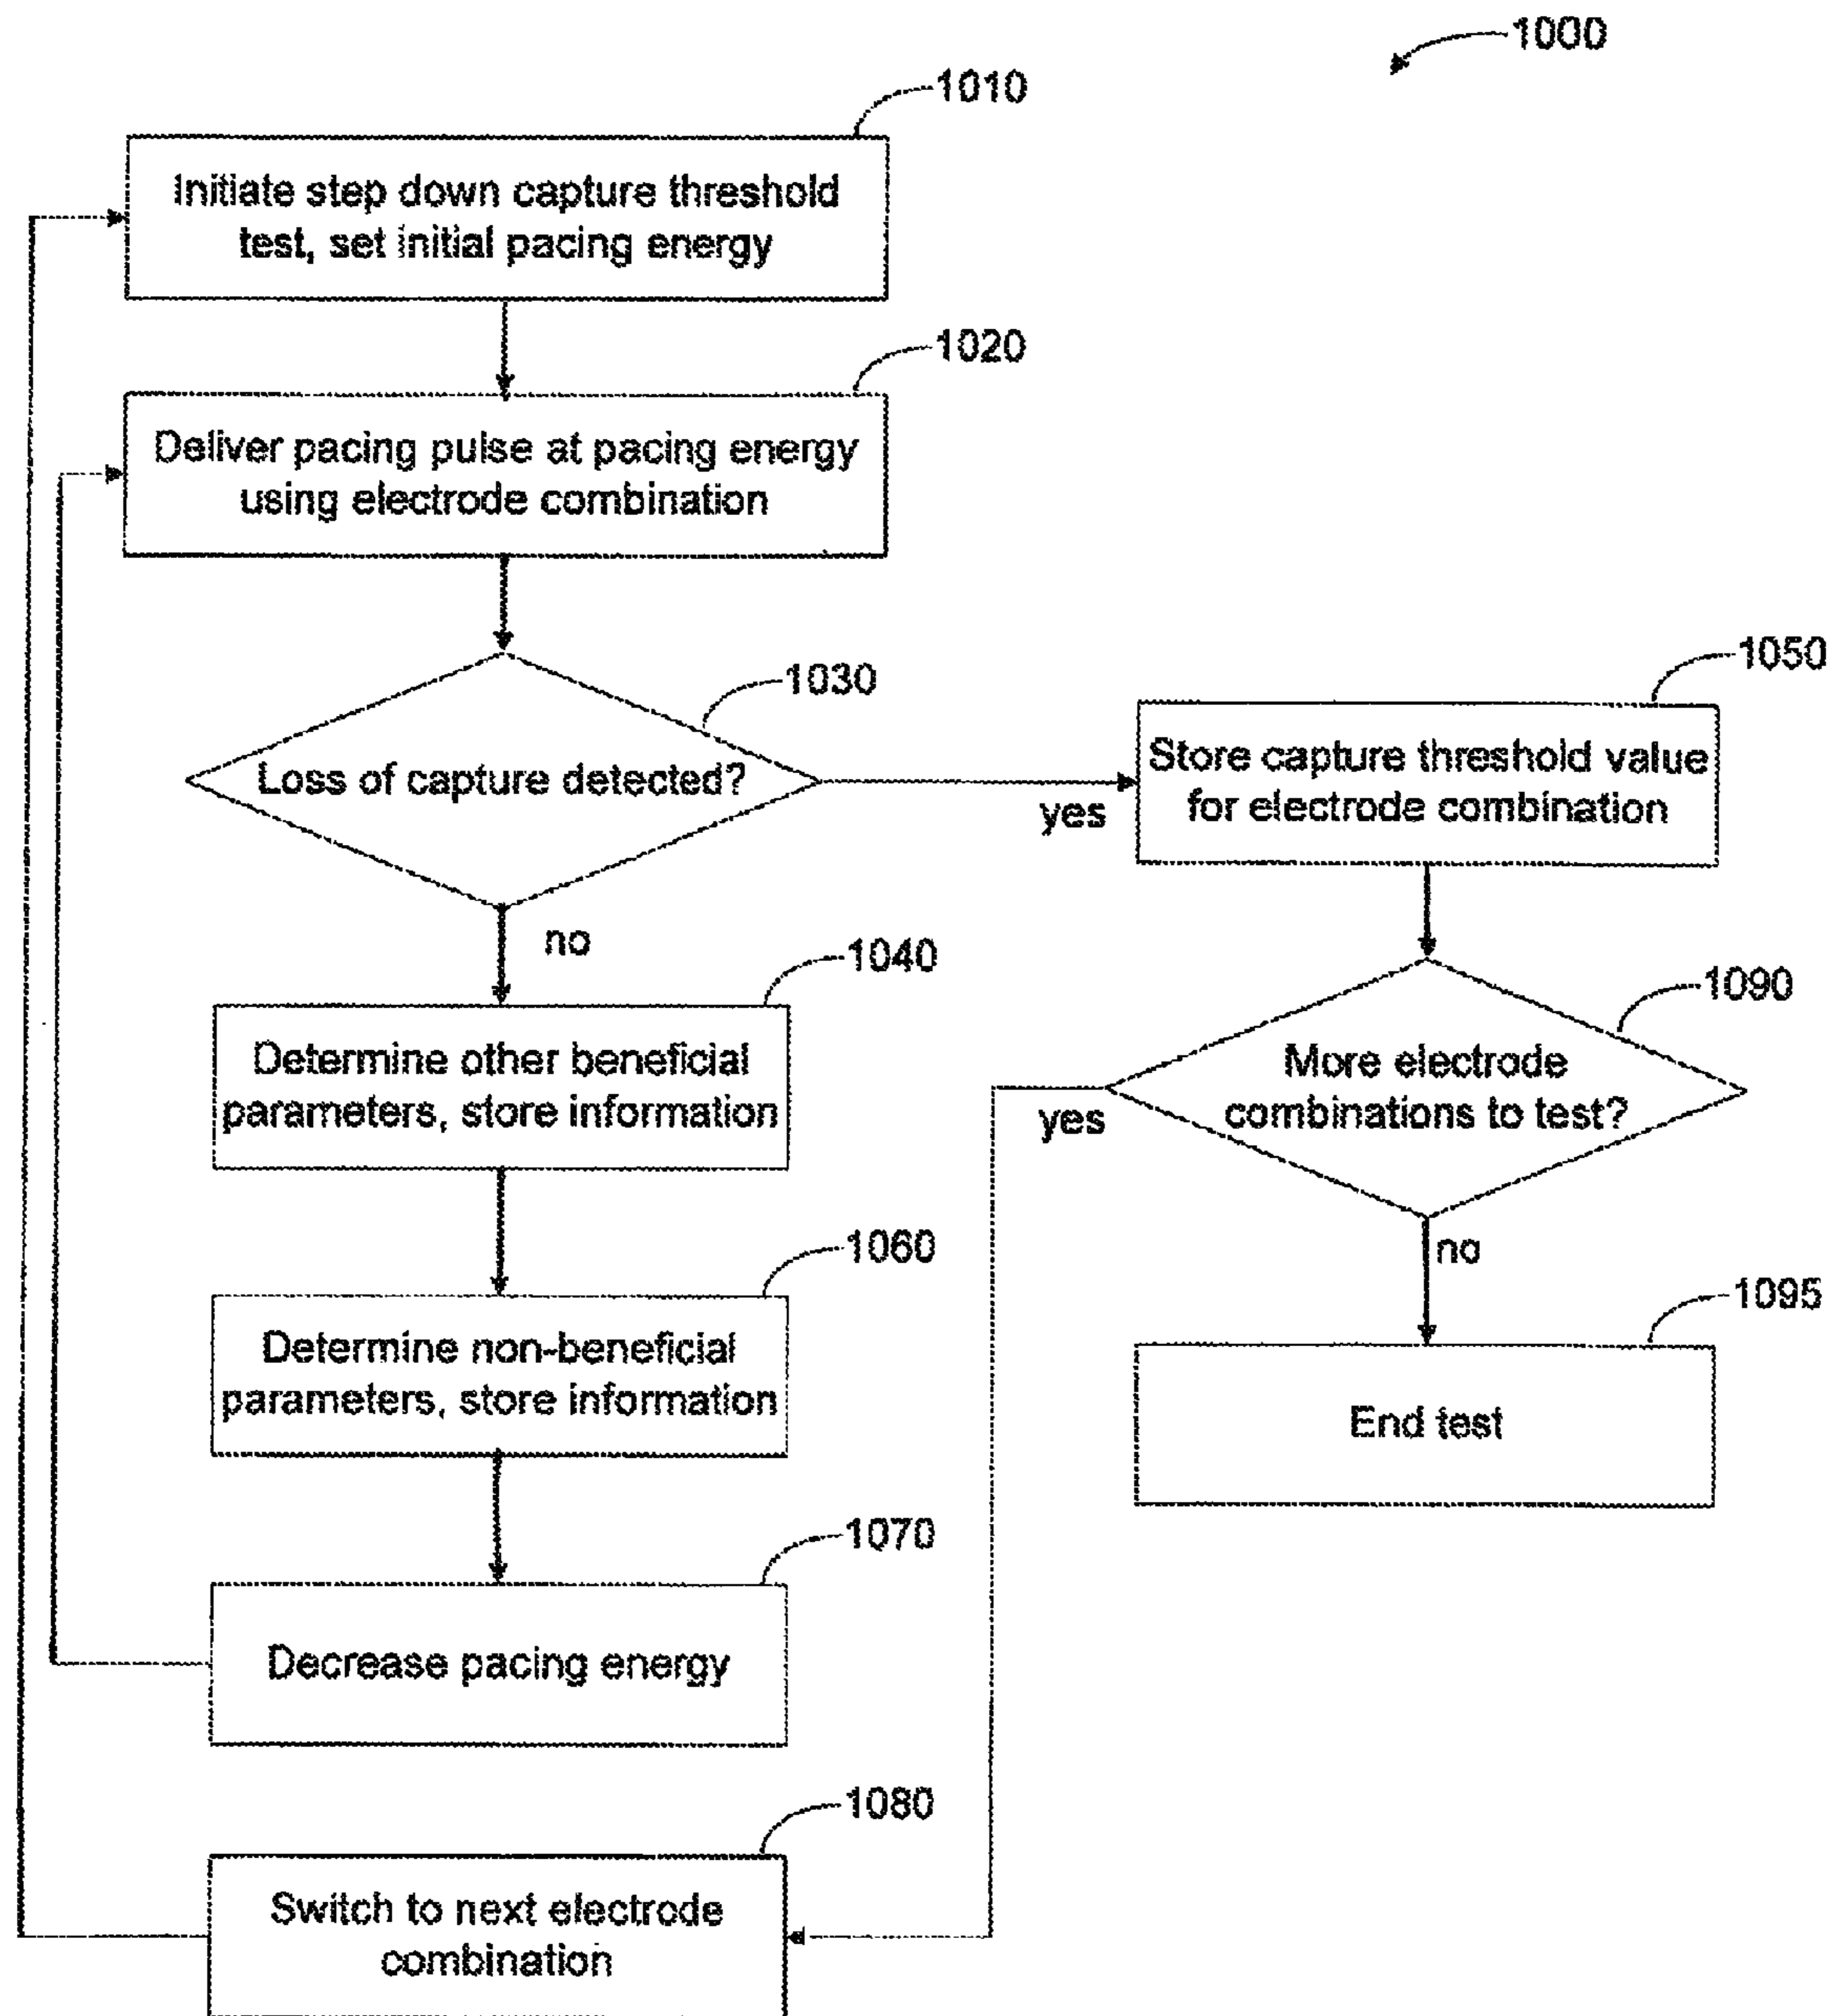 1000
1010
Initiate step down capture threshold
test, set initial pacing energy
1020
Deliver pacing pulse at pacing energy
using electrode combination
1030
Loss of capture detected?
yes
no
1050
Store capture threshold value
for electrode combination
1040
Determine other beneficial
parameters, store information
1090
More electrode
combinations to test?
yes
no
1060
Determine non-beneficial
parameters, store information
1095
End test
1070
Decrease pacing energy
1080
Switch to next electrode
combination